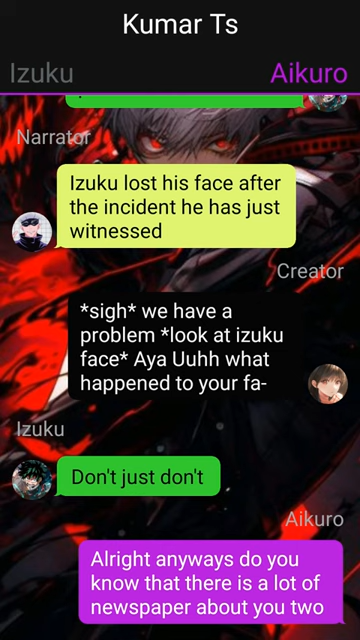 Kumar Ts
Izuku
Aikuro
Narrator
Izuku lost his face after
the incident he has just
witnessed
Creator
*sigh* we have a
problem *look at izuku
face* Aya Uuhh what
happened to your fa-
Izuku
Don't just don't
Aikuro
Alright anyways do you
know that there is a lot of
newspaper about you two